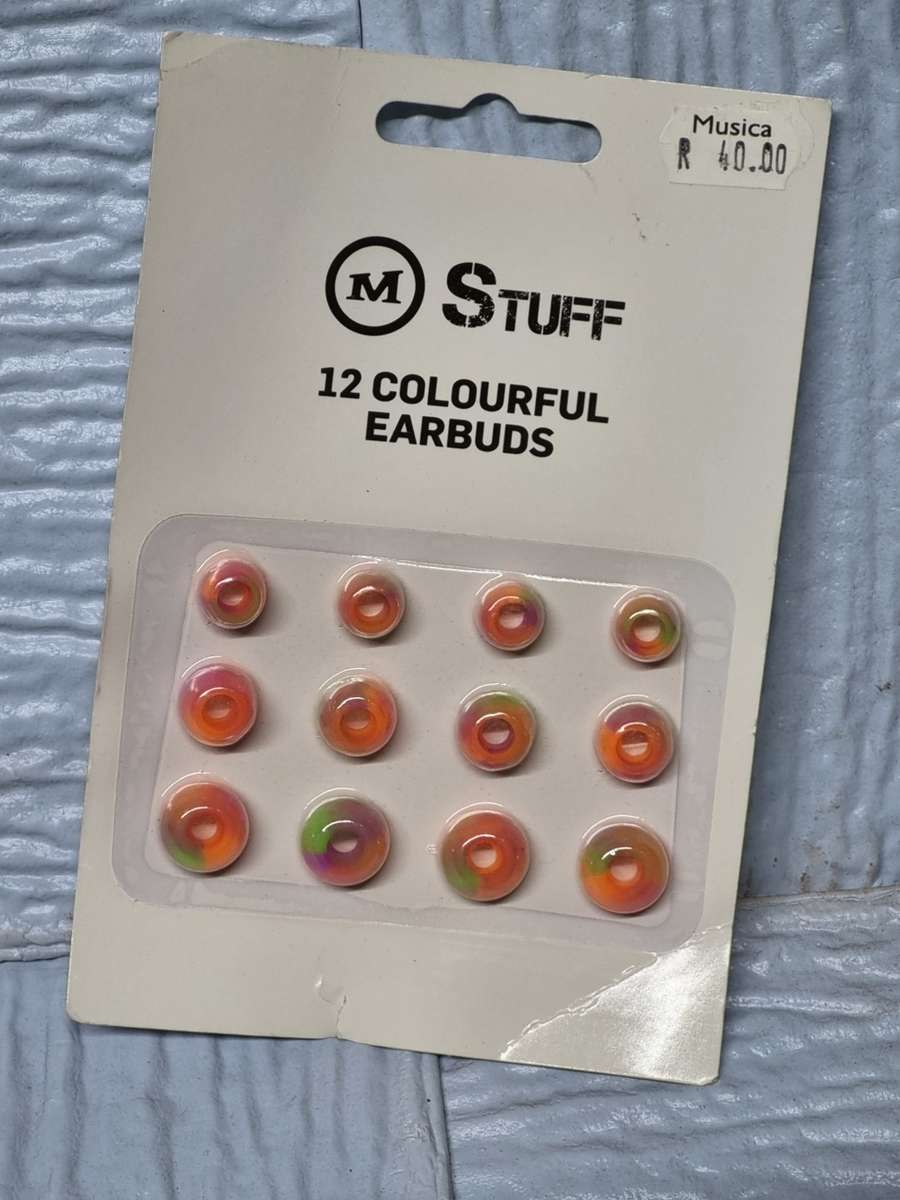 Musica
R 40.00
M STUFF
12 COLOURFUL
EARBUDS